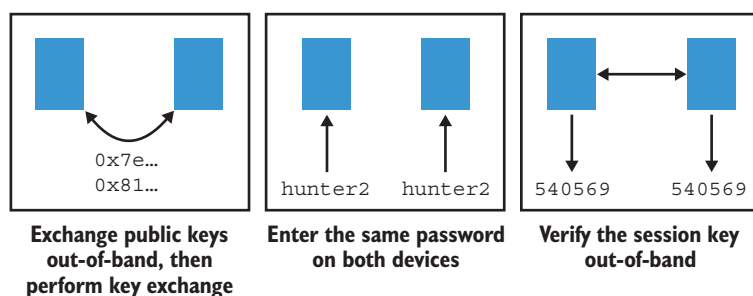 0x7e...
0x81...
hunter2 hunter2
540569 540569
Exchange public keys
out-of-band, then
perform key exchange
Enter the same password
on both devices
Verify the session key
out-of-band